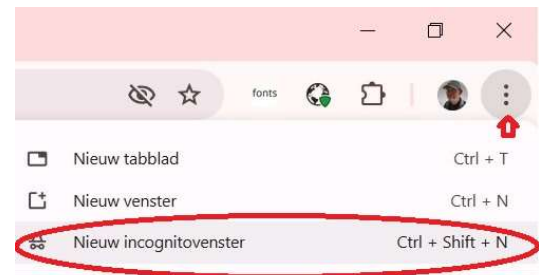 fonts
Nieuw tabblad Ctrl + T
Nieuw venster Ctrl + N
Nieuw incognitovenster Ctrl + Shift + N